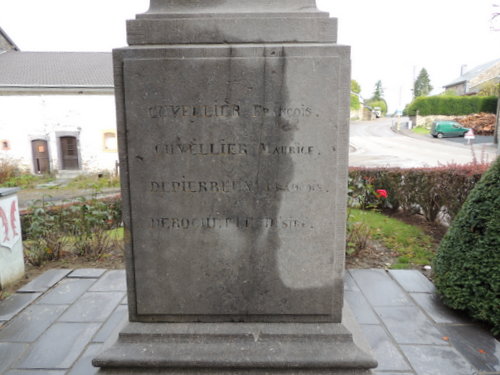 CUVELLIER FRANÇOIS.
CUVELLIER MAURICE.
DEPIERREUX FRANÇOIS.
DEROCHETTE